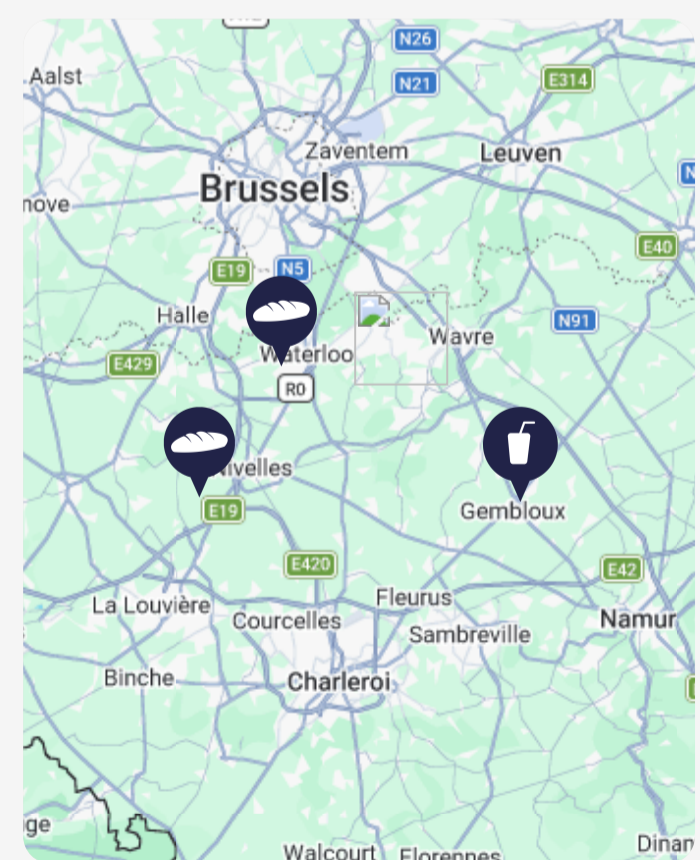 N26
N21
E314
Aalst
Zaventem
Leuven
Brussels
nove
E40
E19
N5
Halle
N91
Wavre
Waterloo
E429
R0
Nivelles
E19
Gembloux
E420
E42
Fleurus
La Louvière
Courcelles
Namur
Sambreville
Binche
Charleroi
ge
Dinan
Walcourt
Florennes